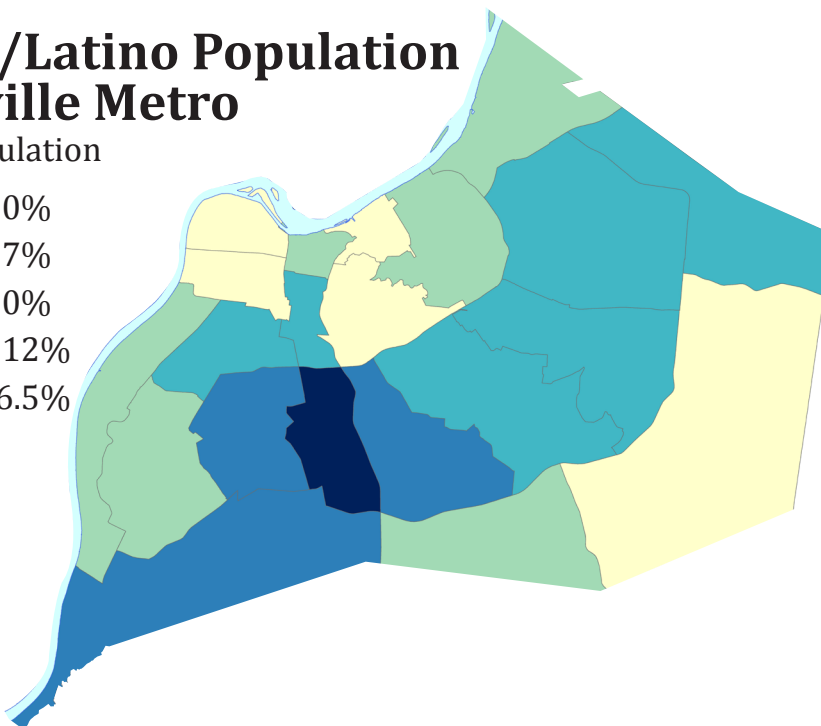 /Latino Population
ville Metro
ulation
0%
7%
0%
12%
6.5%